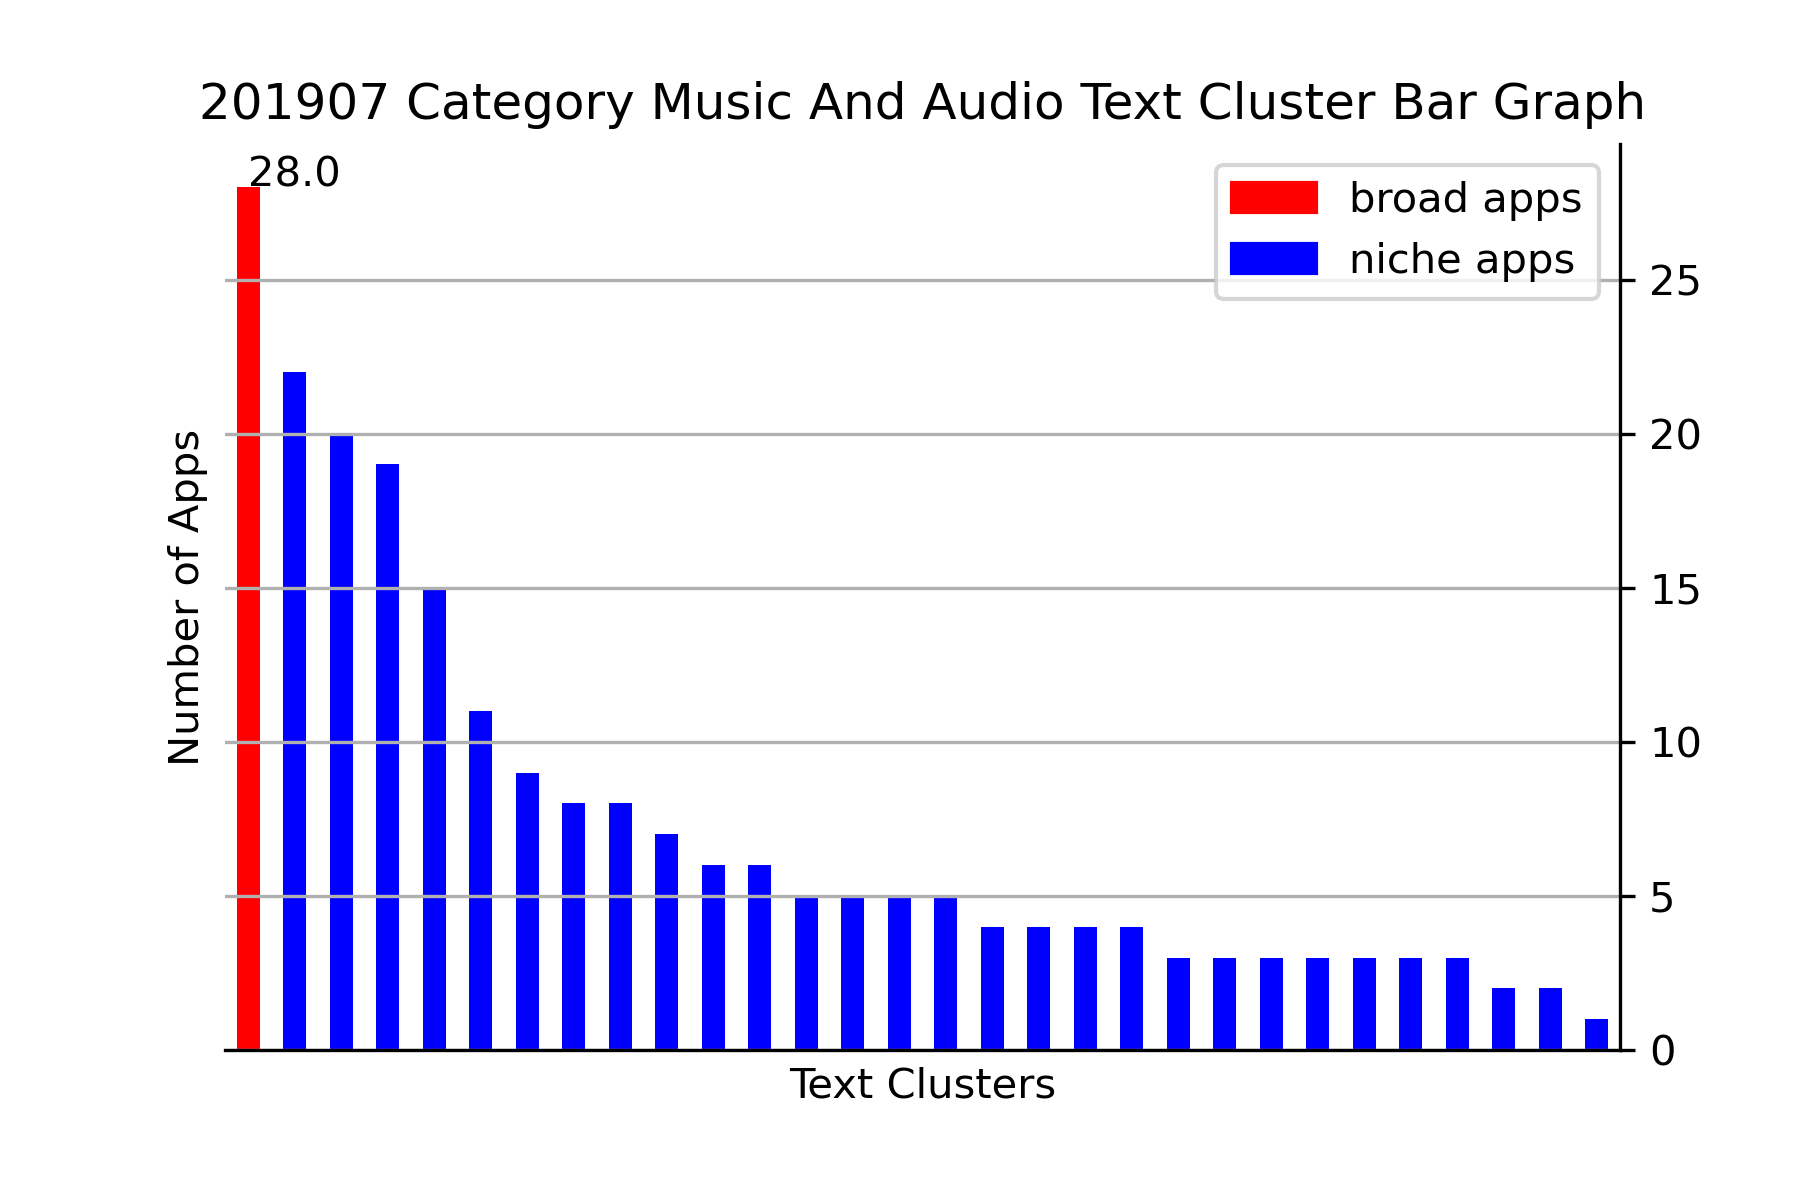 201907 Category Music And Audio Text Cluster Bar Graph
28.0
broad apps
niche apps
25
20
15
10
5
0
Number of Apps
Text Clusters